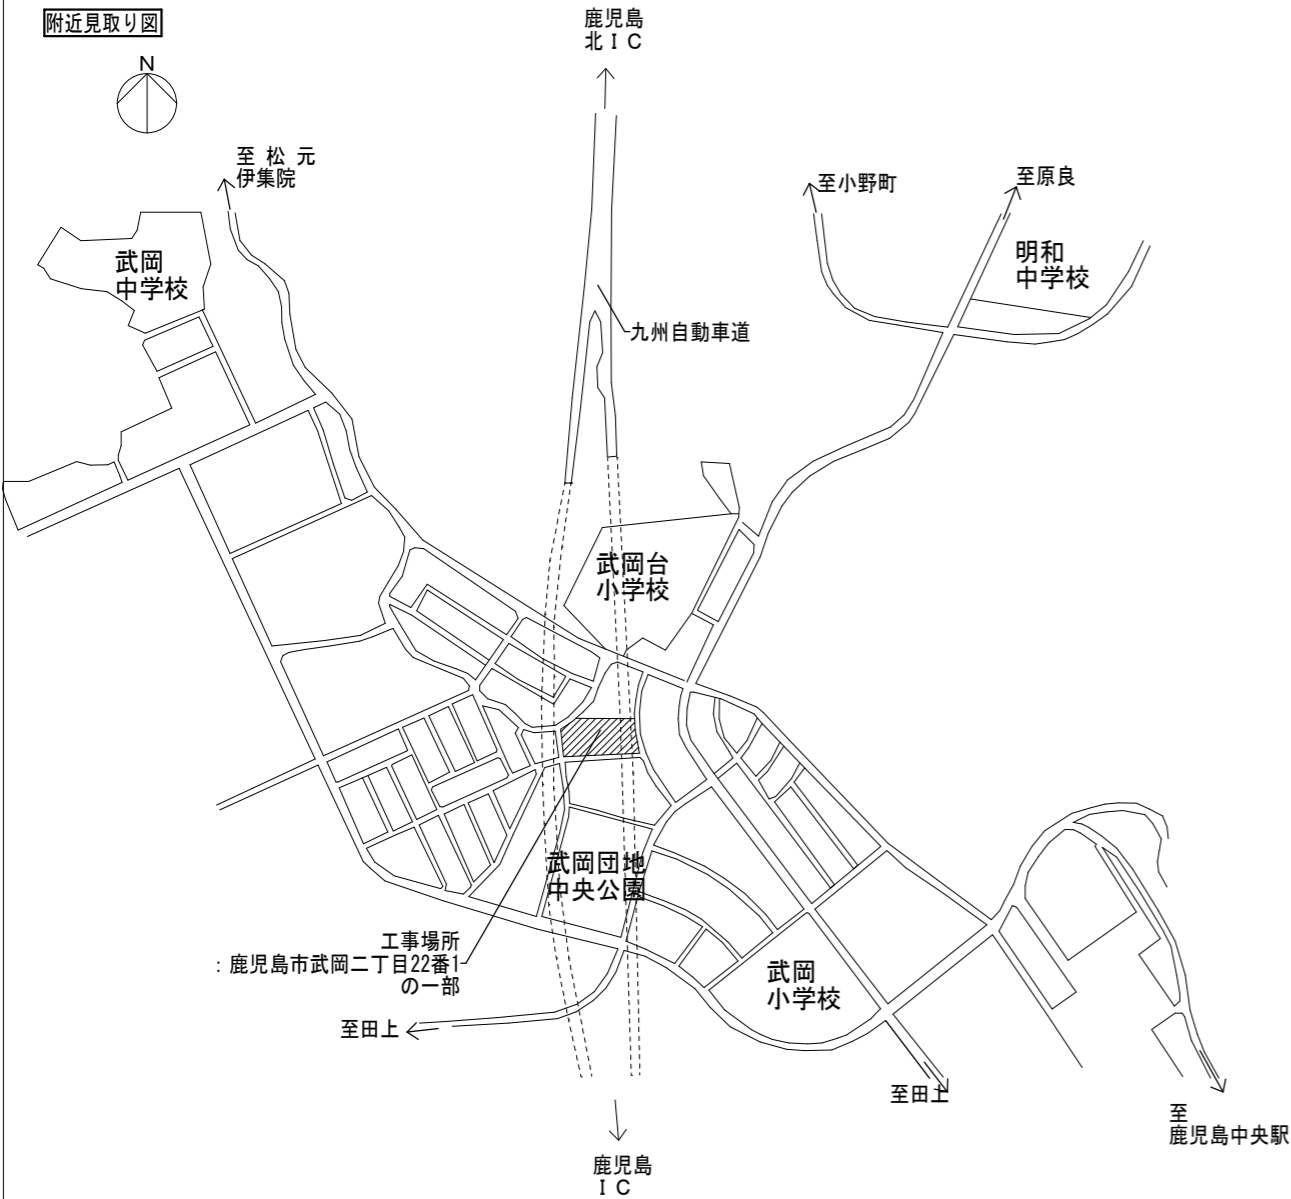 附近見取り図
鹿児島
北ＩＣ
N
至 松 元
伊集院
至小野町
至原良
武岡
中学校
明和
中学校
九州自動車道
武岡台
小学校
武岡団地
中央公園
工事場所
：鹿児島市武岡二丁目22番1
の一部
武岡
小学校
至田上
至田上
至
鹿児島中央駅
鹿児島
ＩＣ